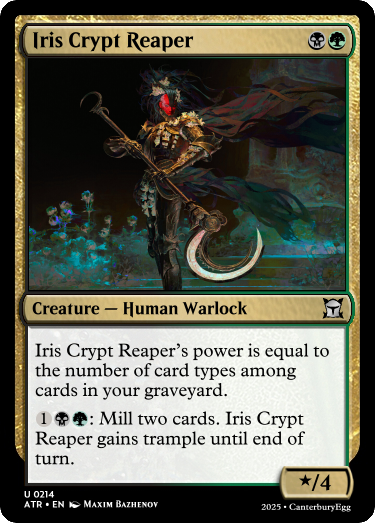 Iris Crypt Reaper
Creature — Human Warlock
Iris Crypt Reaper's power is equal to
the number of card types among
cards in your graveyard.
1: Mill two cards. Iris Crypt
Reaper gains trample until end of
turn.
★/4
U 0214
ATR • EN Maxim Bazhenov
2025 • CanterburyEgg